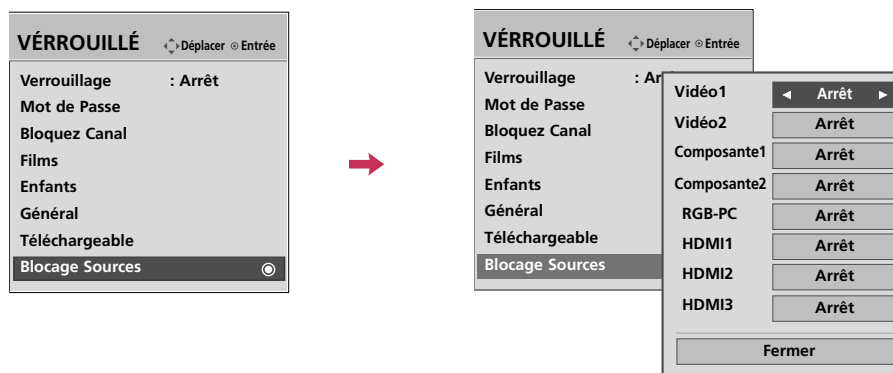 VÉRROUILLÉ Déplacer Entrée
Verrouillage : Arrêt
Mot de Passe
Bloquez Canal
Films
Enfants
Général
Téléchargeable
Blocage Sources
VÉRROUILLÉ Déplacer Entrée
Verrouillage : Ar
Mot de Passe
Bloquez Canal
Films
Enfants
Général
Téléchargeable
Blocage Sources
Vidéo1 ◄ Arrêt ►
Vidéo2 Arrêt
Composante1 Arrêt
Composante2 Arrêt
RGB-PC Arrêt
HDMI1 Arrêt
HDMI2 Arrêt
HDMI3 Arrêt
Fermer